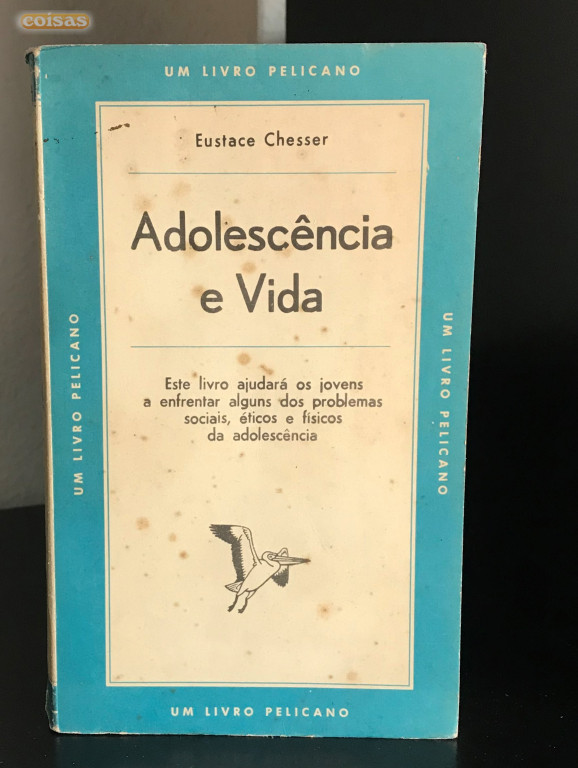 coisas
UM LIVRO PELICANO
Eustace Chesser
Adolescência
e Vida
Este livro ajudará os jovens
a enfrentar alguns dos problemas
sociais, éticos e físicos
da adolescência
UM LIVRO PELICANO
UM LIVRO PELICANO
UM LIVRO PELICANO